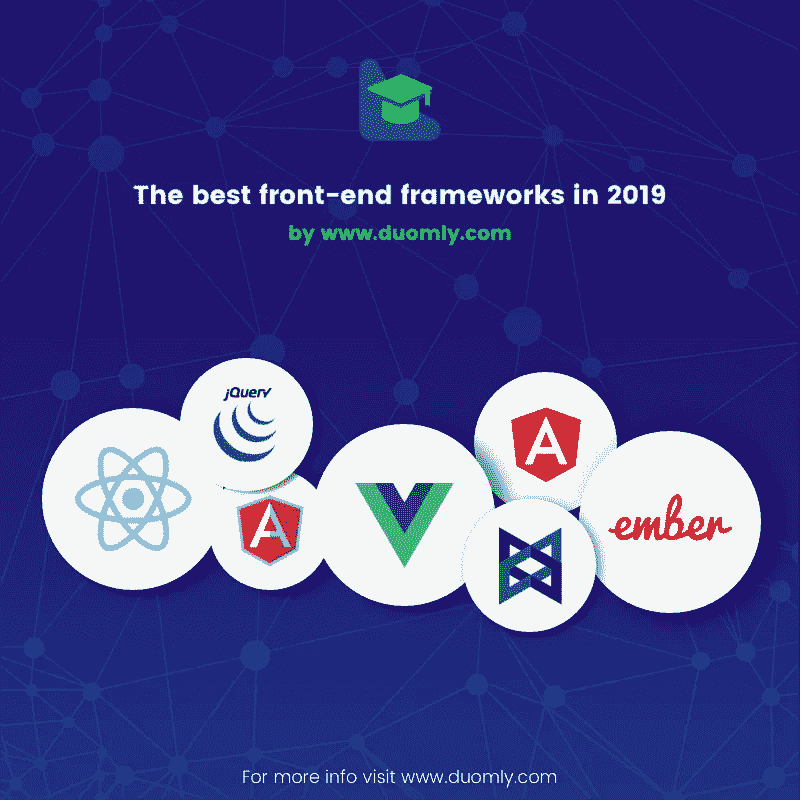 The best front-end frameworks in 2019
by www.duomly.com
jQuery
A
A
ember
For more info visit www.duomly.com